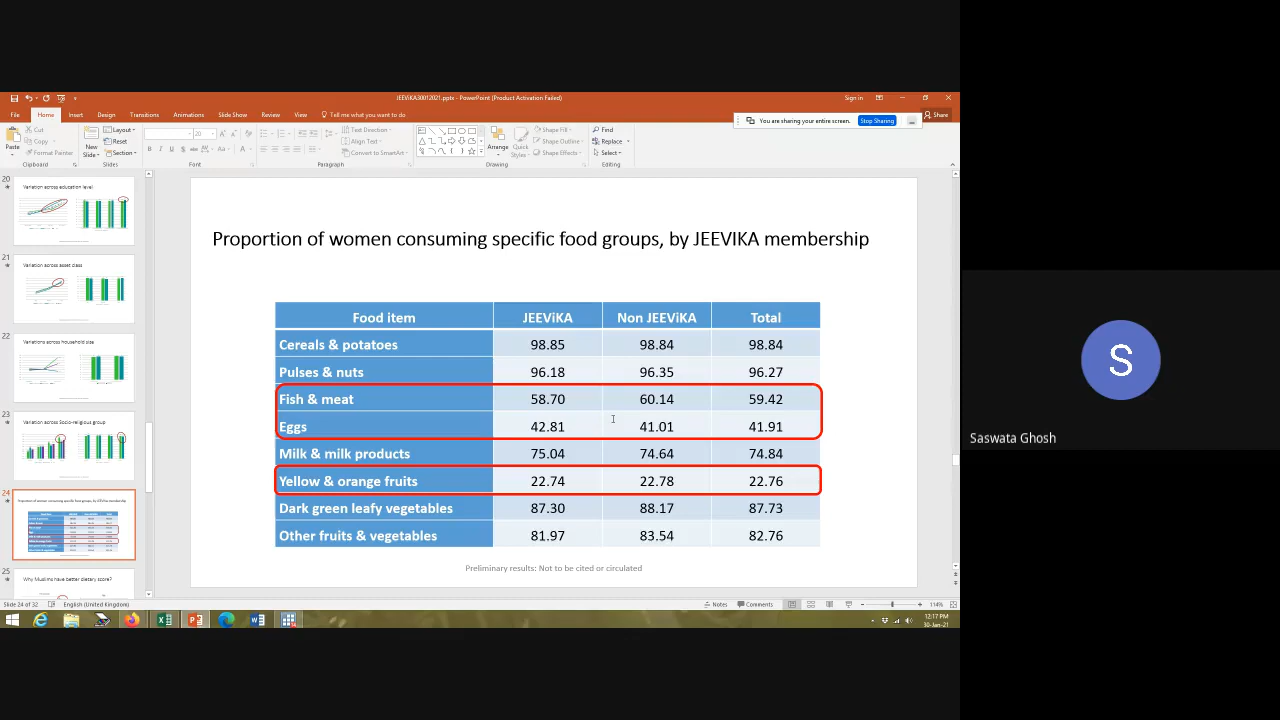 JEEViKA30012021.pptx - PowerPoint (Product Activation Failed)
Sign in
File Home Insert Design Transitions Animations Slide Show Review View Tell me what you want to do
You are sharing your entire screen. Stop Sharing
Share
Paste
Cut
Copy
Format Painter
Clipboard
New Slide
Layout
Reset
Section
Slides
20
Font
Text Direction
Align Text
Convert to SmartArt
Paragraph
Arrange
Quick Styles
Shape Fill
Shape Outline
Shape Effects
Drawing
Find
Replace
Select
Editing
20
Variation across education level
21
Variation across asset class
22
Variations across household size
23
Variation across Socio-religious group
24
Proportion of women consuming specific food groups, by JEEViKA membership
25
Why Muslims have better dietary score?
Proportion of women consuming specific food groups, by JEEVIKA membership
Food item JEEViKA Non JEEViKA Total
Cereals & potatoes 98.85 98.84 98.84
Pulses & nuts 96.18 96.35 96.27
Fish & meat 58.70 60.14 59.42
Eggs 42.81 41.01 41.91
Milk & milk products 75.04 74.64 74.84
Yellow & orange fruits 22.74 22.78 22.76
Dark green leafy vegetables 87.30 88.17 87.73
Other fruits & vegetables 81.97 83.54 82.76
Preliminary results: Not to be cited or circulated
Slide 24 of 32 English (United Kingdom) Notes Comments 114%
12:17 PM
30-Jan-21
S
Saswata Ghosh